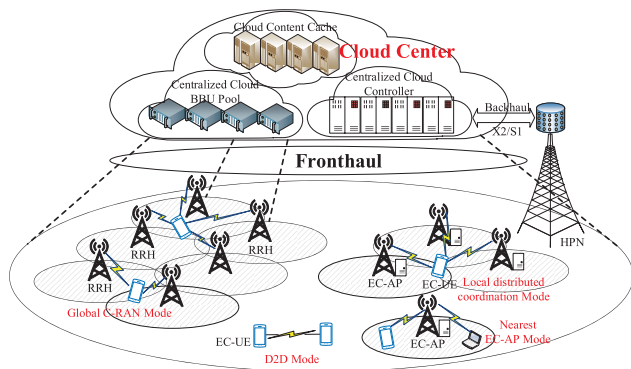 Cloud Content Cache
Cloud Center
Centralized Cloud
BBU Pool
Centralized Cloud
Controller
Backhaul
X2/S1
Fronthaul
HPN
RRH
RRH
RRH
Global C-RAN Mode
EC-AP
EC-UE
Local distributed
coordination Mode
EC-UE
D2D Mode
EC-AP
Nearest
EC-AP Mode